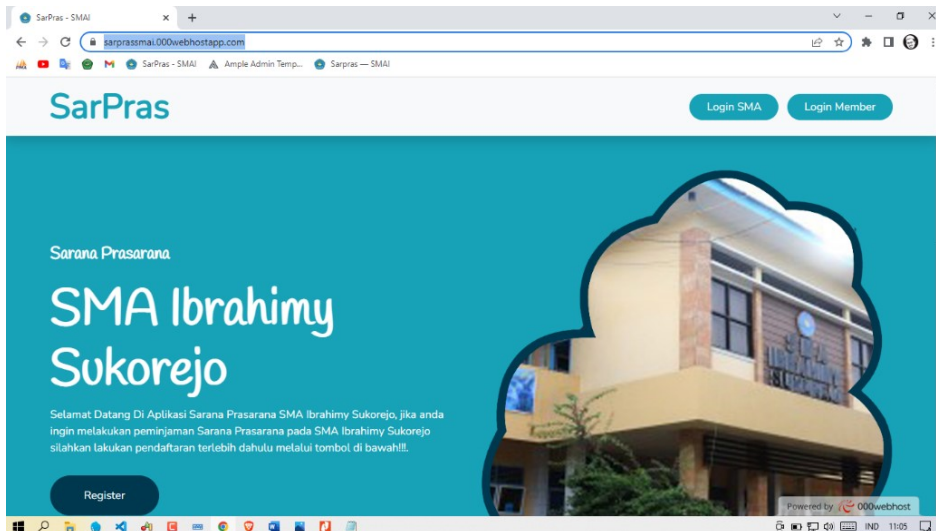 SarPras - SMAI
sarprassmai.000webhostapp.com
SarPras - SMAI
Ample Admin Temp...
Sarpras — SMAI
SarPras
Login SMA
Login Member
Sarana Prasarana
SMA Ibrahimy
Sukorejo
Selamat Datang Di Aplikasi Sarana Prasarana SMA Ibrahimy Sukorejo, jika anda
ingin melakukan peminjaman Sarana Prasarana pada SMA Ibrahimy Sukorejo
silahkan lakukan pendaftaran terlebih dahulu melalui tombol di bawah!!!.
Register
SMA
IBRAHIMY
Powered by 000webhost
IND
11:05